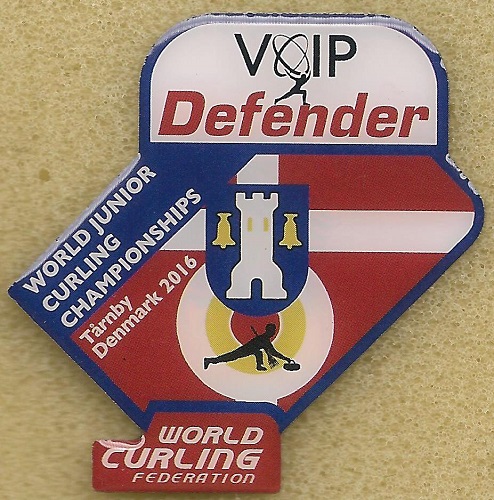 VOIP
Defender
WORLD JUNIOR
CURLING
CHAMPIONSHIPS
Tårnby
Denmark 2016
WORLD
CURLING
FEDERATION